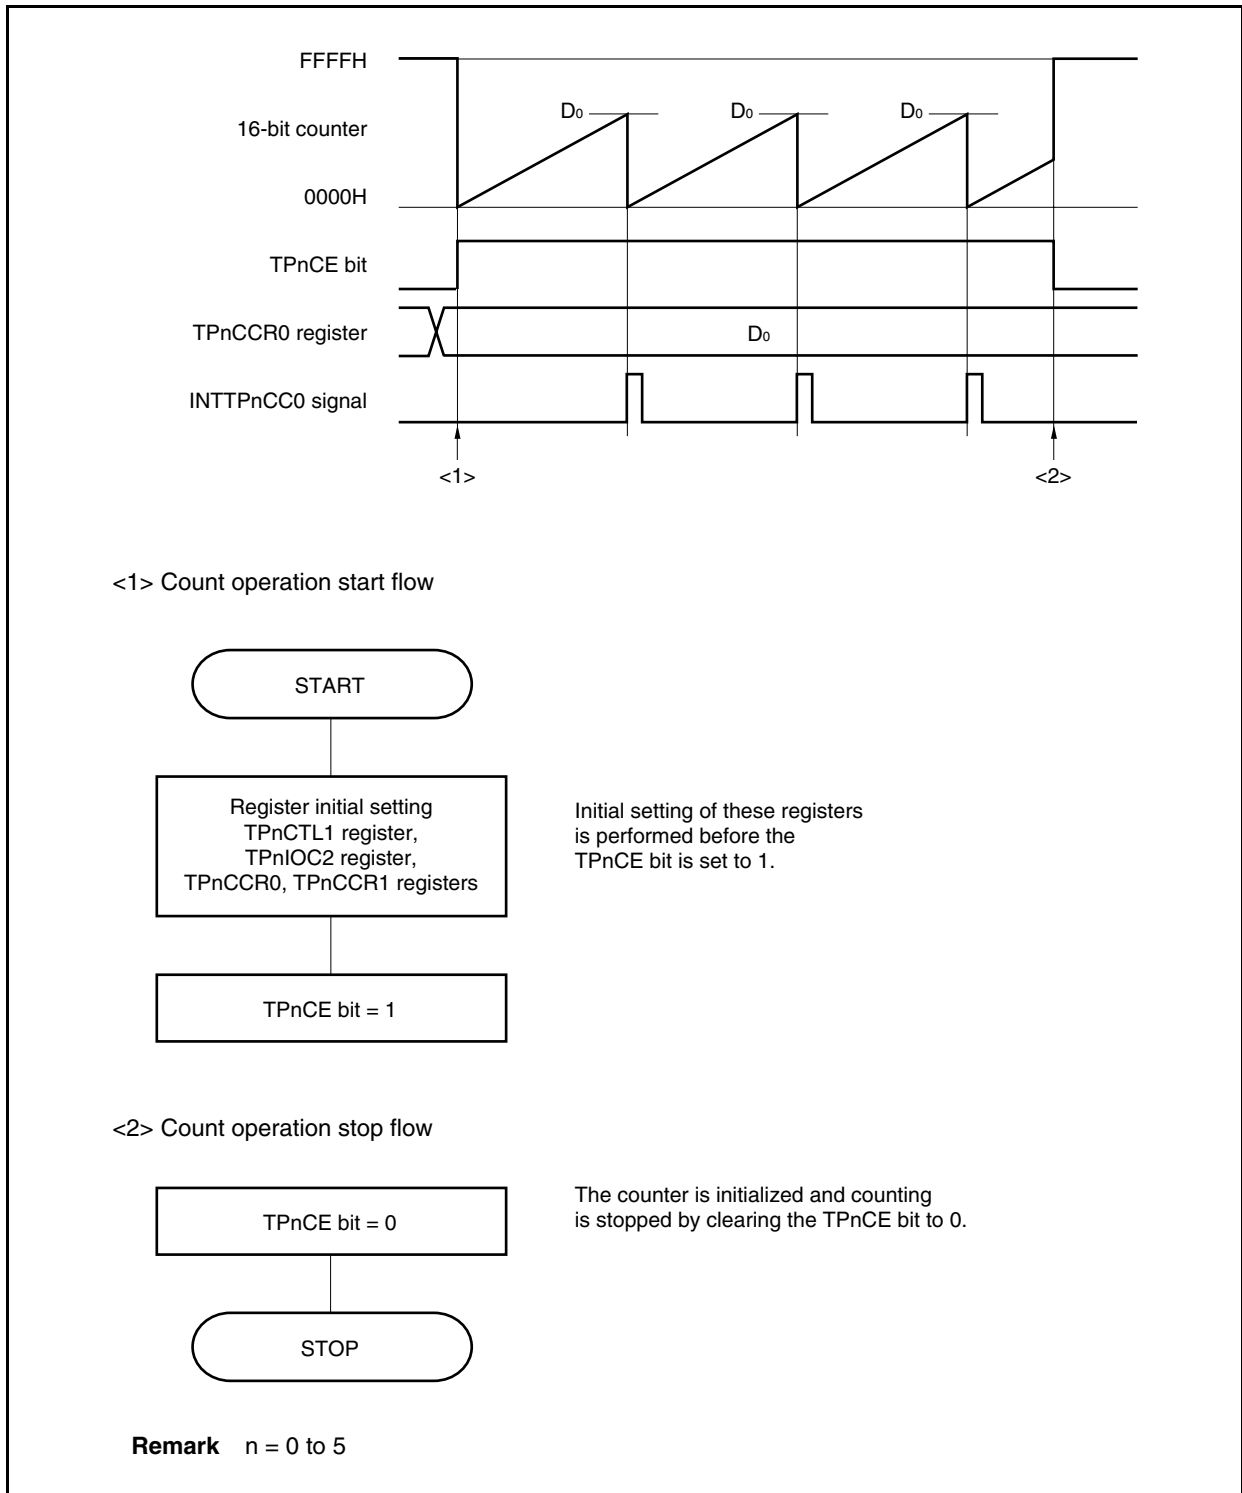 FFFFH
D0 D0 D0
16-bit counter
0000H
TPnCE bit
TPnCCR0 register
D0
INTTPnCC0 signal
<1> <2>
<1> Count operation start flow
START
Register initial setting
TPnCTL1 register,
TPnIOC2 register,
TPnCCR0, TPnCCR1 registers
Initial setting of these registers
is performed before the
TPnCE bit is set to 1.
TPnCE bit = 1
<2> Count operation stop flow
TPnCE bit = 0
The counter is initialized and counting
is stopped by clearing the TPnCE bit to 0.
STOP
Remark n = 0 to 5